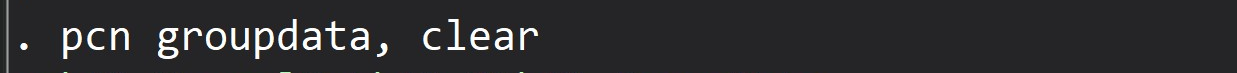 . pcn groupdata, clear